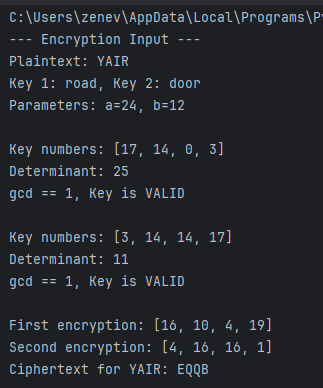 C:\Users\zenev\AppData\Local\Programs\Py
--- Encryption Input ---
Plaintext: YAIR
Key 1: road, Key 2: door
Parameters: a=24, b=12
Key numbers: [17, 14, 0, 3]
Determinant: 25
gcd == 1, Key is VALID
Key numbers: [3, 14, 14, 17]
Determinant: 11
gcd == 1, Key is VALID
First encryption: [16, 10, 4, 19]
Second encryption: [4, 16, 16, 1]
Ciphertext for YAIR: EQQB